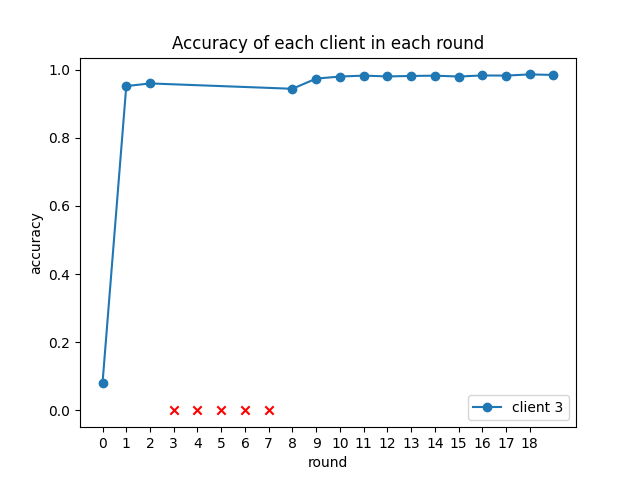 Accuracy of each client in each round
1.0
0.8
0.6
0.4
0.2
0.0
accuracy
client 3
0 1 2 3 4 5 6 7 8 9 10 11 12 13 14 15 16 17 18
round